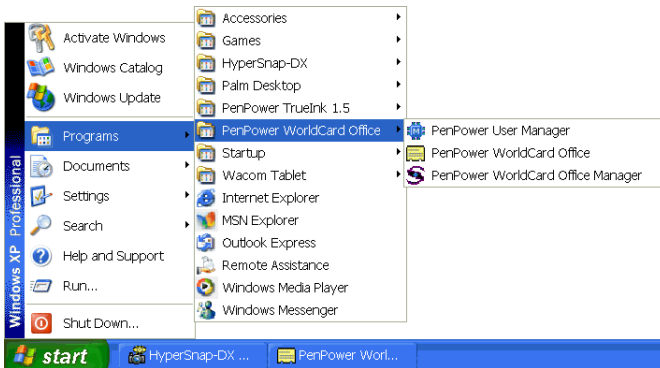 Activate Windows
Windows Catalog
Windows Update
Programs
Documents
Settings
Search
Help and Support
Run...
Shut Down...
Windows XP Professional
Accessories
Games
HyperSnap-DX
Palm Desktop
PenPower TrueInk 1.5
PenPower WorldCard Office
Startup
Wacom Tablet
Internet Explorer
MSN Explorer
Outlook Express
Remote Assistance
Windows Media Player
Windows Messenger
PenPower User Manager
PenPower WorldCard Office
PenPower WorldCard Office Manager
start
HyperSnap-DX ...
PenPower Worl...